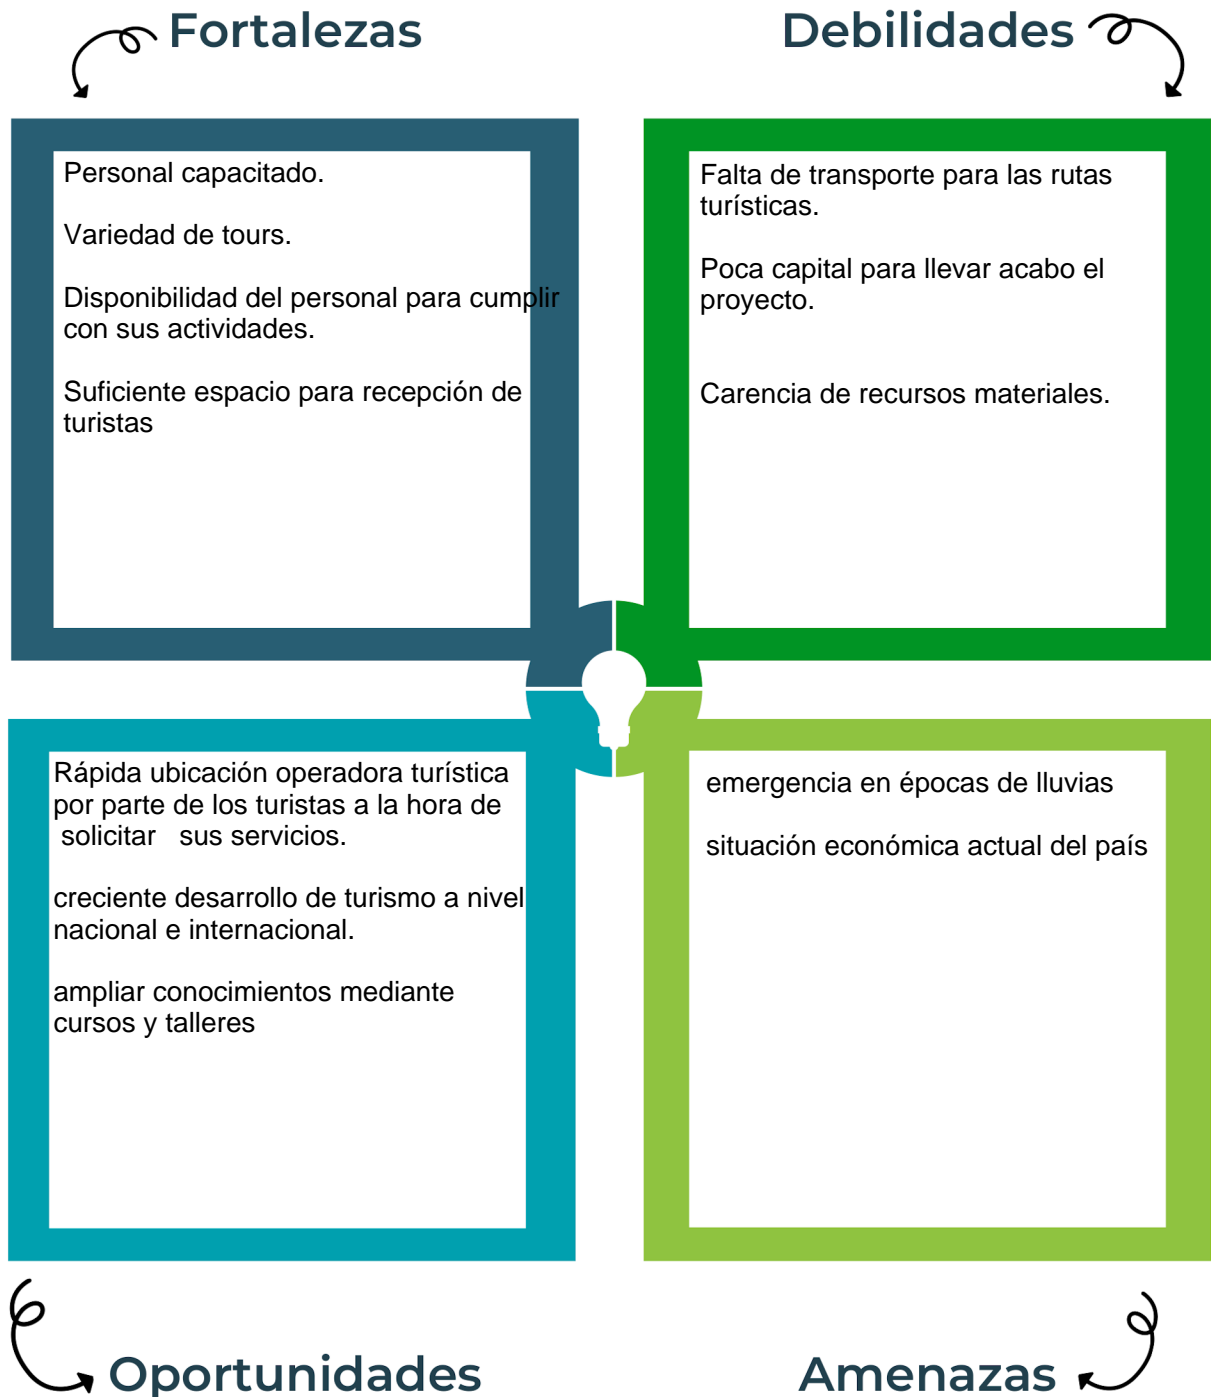 Fortalezas
Personal capacitado.
Variedad de tours.
Disponibilidad del personal para cumplir
con sus actividades.
Suficiente espacio para recepción de
turistas
Debilidades
Falta de transporte para las rutas
turísticas.
Poca capital para llevar acabo el
proyecto.
Carencia de recursos materiales.
Rápida ubicación operadora turística
por parte de los turistas a la hora de
solicitar sus servicios.
creciente desarrollo de turismo a nivel
nacional e internacional.
ampliar conocimientos mediante
cursos y talleres
Oportunidades
emergencia en épocas de lluvias
situación económica actual del país
Amenazas